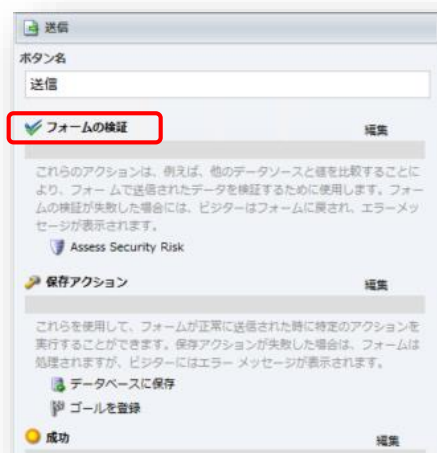 送信
ボタン名
送信
フォームの検証 編集
これらのアクションは、例えば、他のデータソースと値を比較することに
より、フォームで送信されたデータを検証するために使用します。フォー
ムの検証が失敗した場合には、ビジターはフォームに戻され、エラーメッ
セージが表示されます。
Assess Security Risk
保存アクション 編集
これらを使用して、フォームが正常に送信された時に特定のアクションを
実行することができます。保存アクションが失敗した場合は、フォームは
処理されますが、ビジターにはエラー メッセージが表示されます。
データベースに保存
ゴールを登録
成功 編集